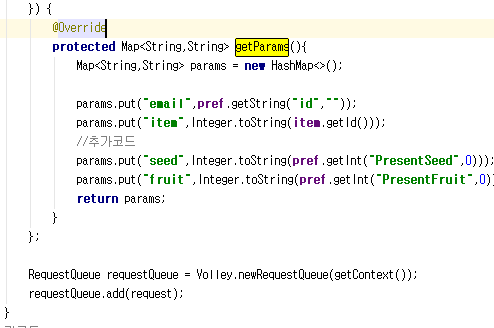 }) {
@Override
protected Map<String,String> getParams(){
Map<String,String> params = new HashMap<>();
params.put("email",pref.getString("id",""));
params.put("item",Integer.toString(item.getId()));
//추가코드
params.put("seed",Integer.toString(pref.getInt("PresentSeed",0)));
params.put("fruit",Integer.toString(pref.getInt("PresentFruit",0)
return params;
}
};
RequestQueue requestQueue = Volley.newRequestQueue(getContext());
requestQueue.add(request);
}